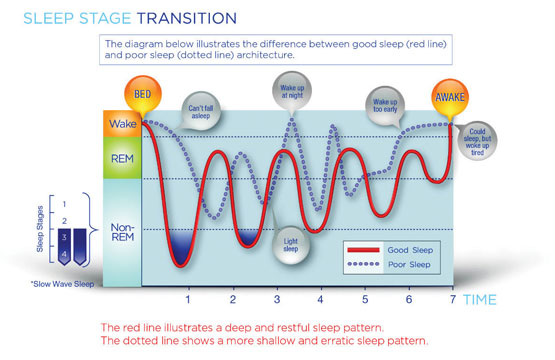 SLEEP STAGE TRANSITION
The diagram below illustrates the difference between good sleep (red line)
and poor sleep (dotted line) architecture.
BED
Can't fall
asleep
Wake up
at night
Wake up
too early
AWAKE
Could
sleep, but
woke up
tired
Wake
REM
Non-
REM
Sleep Stages
1
2
3
4
*Slow Wave Sleep
Light
sleep
Good Sleep
Poor Sleep
1 2 3 4 5 6 7 TIME
The red line illustrates a deep and restful sleep pattern.
The dotted line shows a more shallow and erratic sleep pattern.